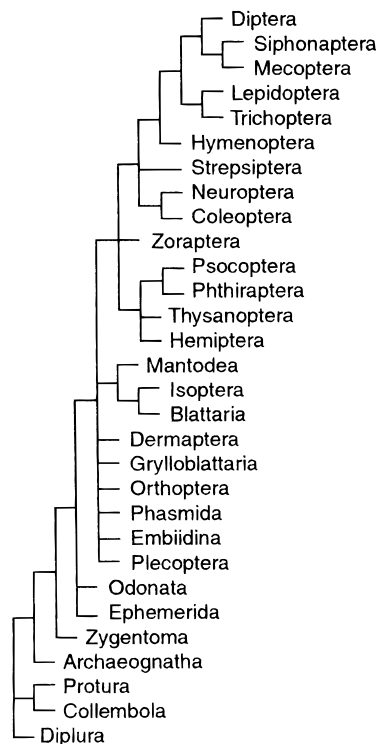 Diptera
Siphonaptera
Mecoptera
Lepidoptera
Trichoptera
Hymenoptera
Strepsiptera
Neuroptera
Coleoptera
Zoraptera
Psocoptera
Phthiraptera
Thysanoptera
Hemiptera
Mantodea
Isoptera
Blattaria
Dermaptera
Grylloblattaria
Orthoptera
Phasmida
Embiidina
Plecoptera
Odonata
Ephemerida
Zygentoma
Archaeognatha
Protura
Collembola
Diplura